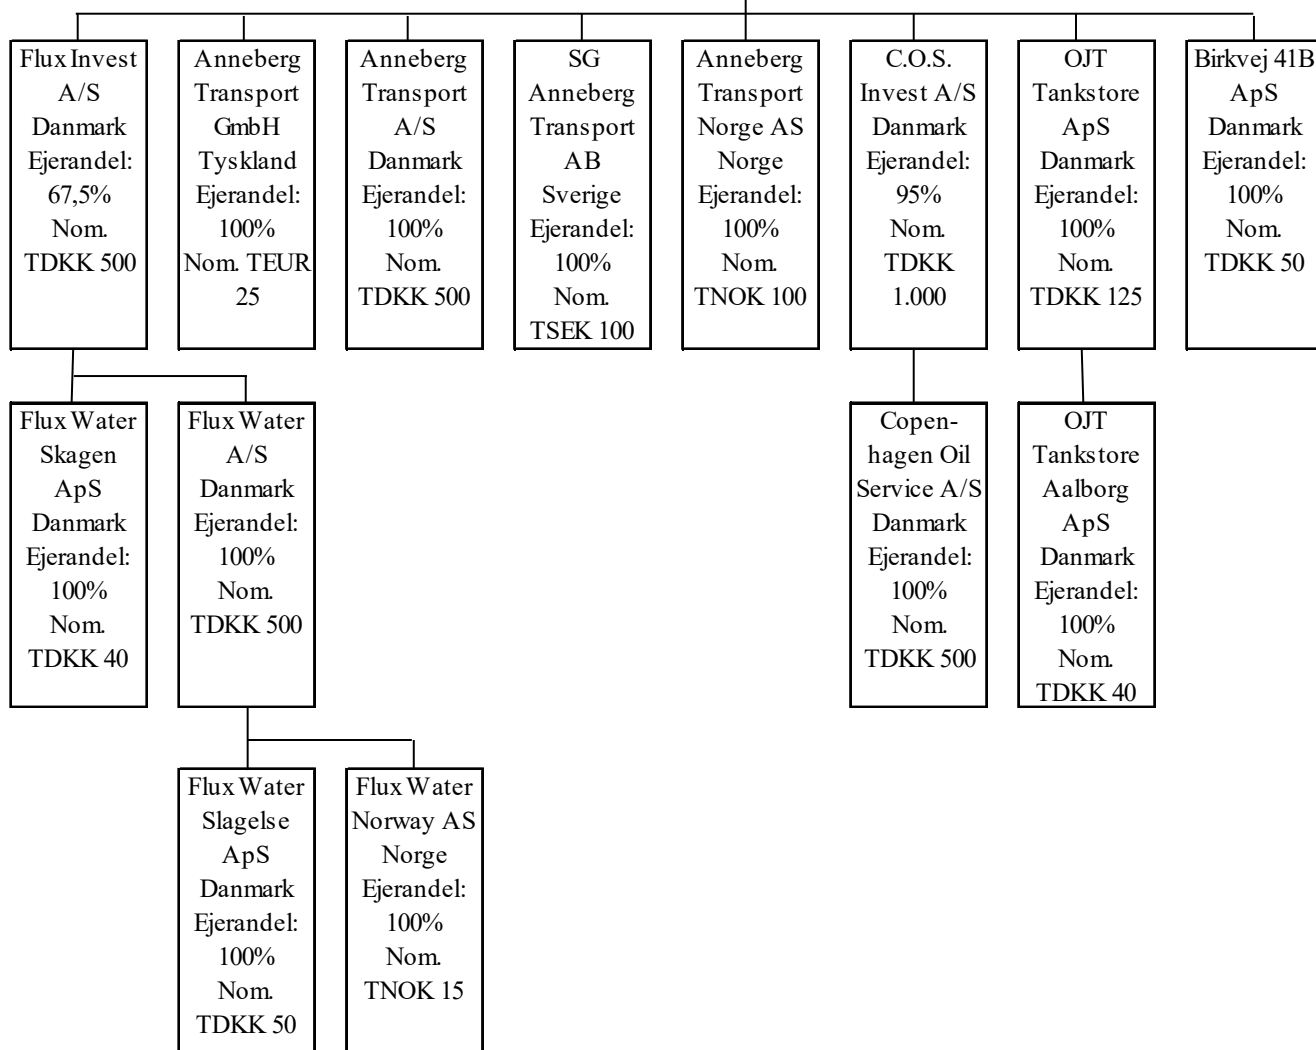 Flux Invest
A/S
Danmark
Ejerandel:
67,5%
Nom.
TDKK 500
Anneberg
Transport
GmbH
Tyskland
Ejerandel:
100%
Nom. TEUR
25
Anneberg
Transport
A/S
Danmark
Ejerandel:
100%
Nom.
TDKK 500
SG
Anneberg
Transport
AB
Sverige
Ejerandel:
100%
Nom.
TSEK 100
Anneberg
Transport
Norge AS
Norge
Ejerandel:
100%
Nom.
TNOK 100
C.O.S.
Invest A/S
Danmark
Ejerandel:
95%
Nom.
TDKK
1.000
OJT
Tankstore
ApS
Danmark
Ejerandel:
100%
Nom.
TDKK 125
Birkvej 41B
ApS
Danmark
Ejerandel:
100%
Nom.
TDKK 50
Flux Water
Skagen
ApS
Danmark
Ejerandel:
100%
Nom.
TDKK 40
Flux Water
A/S
Danmark
Ejerandel:
100%
Nom.
TDKK 500
Copen-
hagen Oil
Service A/S
Danmark
Ejerandel:
100%
Nom.
TDKK 500
OJT
Tankstore
Aalborg
ApS
Danmark
Ejerandel:
100%
Nom.
TDKK 40
Flux Water
Slagelse
ApS
Danmark
Ejerandel:
100%
Nom.
TDKK 50
Flux Water
Norway AS
Norge
Ejerandel:
100%
Nom.
TNOK 15